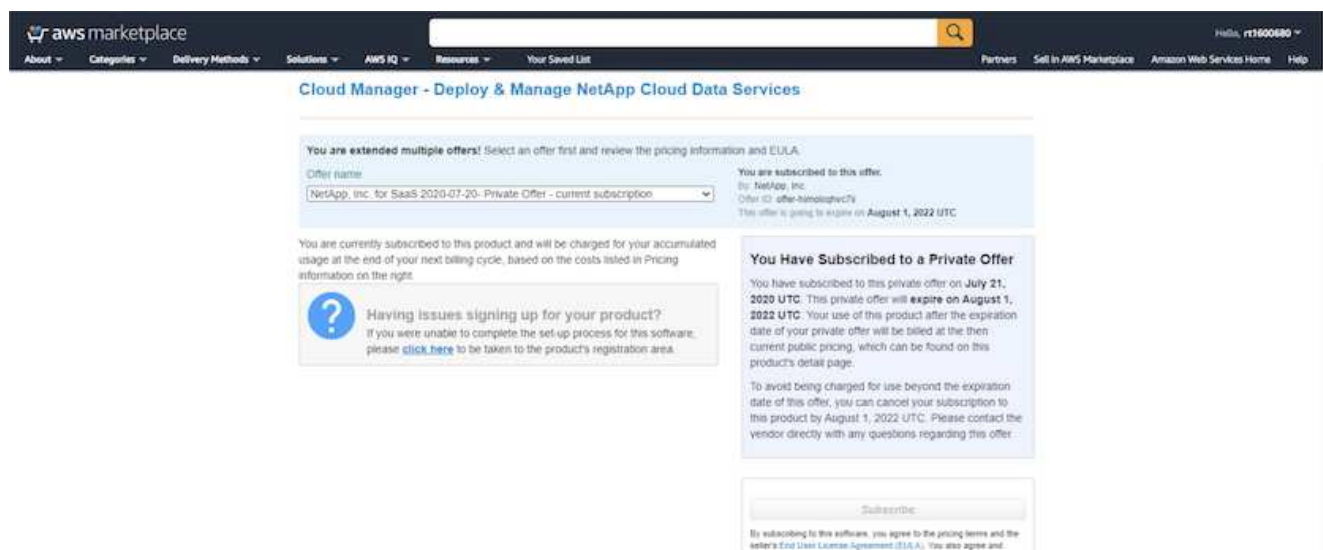 aws marketplace
Hello, rt1600680
About Categories Delivery Methods Solutions AWS IQ Resources Your Saved List Partners Sell in AWS Marketplace Amazon Web Services Home Help
Cloud Manager - Deploy & Manage NetApp Cloud Data Services
You are extended multiple offers! Select an offer first and review the pricing information and EULA.
Offer name
NetApp, Inc. for SaaS 2020-07-20- Private Offer - current subscription
You are subscribed to this offer.
By: NetApp, Inc.
Offer ID:
This offer is going to expire on August 1, 2022 UTC
You are currently subscribed to this product and will be charged for your accumulated
usage at the end of your next billing cycle, based on the costs listed in Pricing
information on the right.
?
Having issues signing up for your product?
If you were unable to complete the set-up process for this software,
please click here to be taken to the product's registration area.
You Have Subscribed to a Private Offer
You have subscribed to this private offer on July 21,
2020 UTC. This private offer will expire on August 1,
2022 UTC. Your use of this product after the expiration
date of your private offer will be billed at the then
current public pricing, which can be found on this
product's detail page.
To avoid being charged for use beyond the expiration
date of this offer, you can cancel your subscription to
this product by August 1, 2022 UTC. Please contact the
vendor directly with any questions regarding this offer
Subscribe
By subscribing to this software, you agree to the pricing terms and the
seller's End User License Agreement (EULA). You also agree and